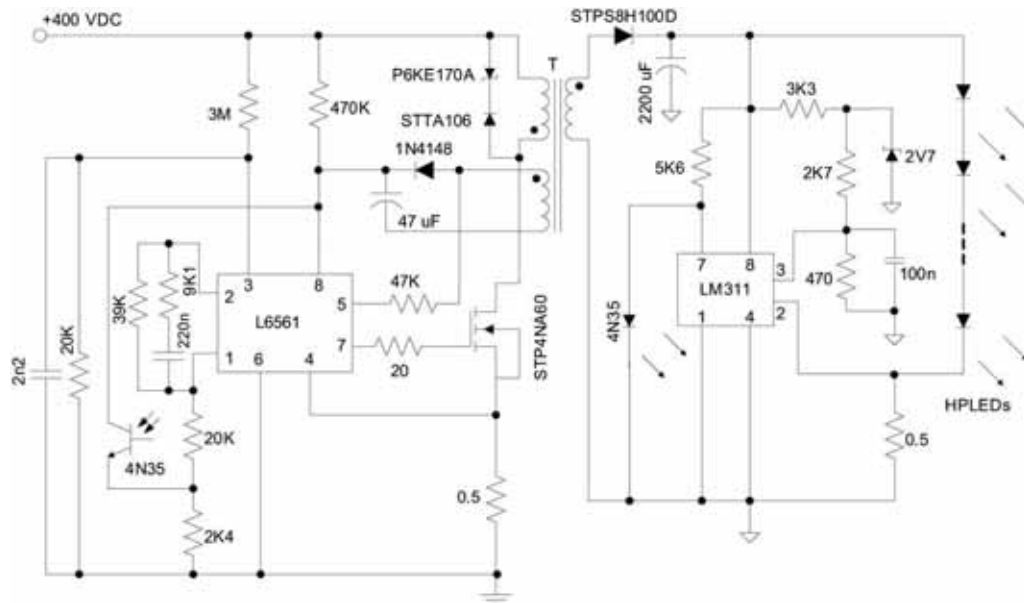 +400 VDC
STPS8H100D
T
P6KE170A
2200 uF
3K3
3M
470K
STTA106
1N4148
5K6
2K7
2V7
47 uF
3
8
7
8
3
9K1
47K
470
100n
39K
2
5
LM311
L6561
STP4NA60
4N35
2
220n
20K
1
6
4
7
20
1
4
2n2
HPLEDs
20K
0.5
4N35
0.5
2K4